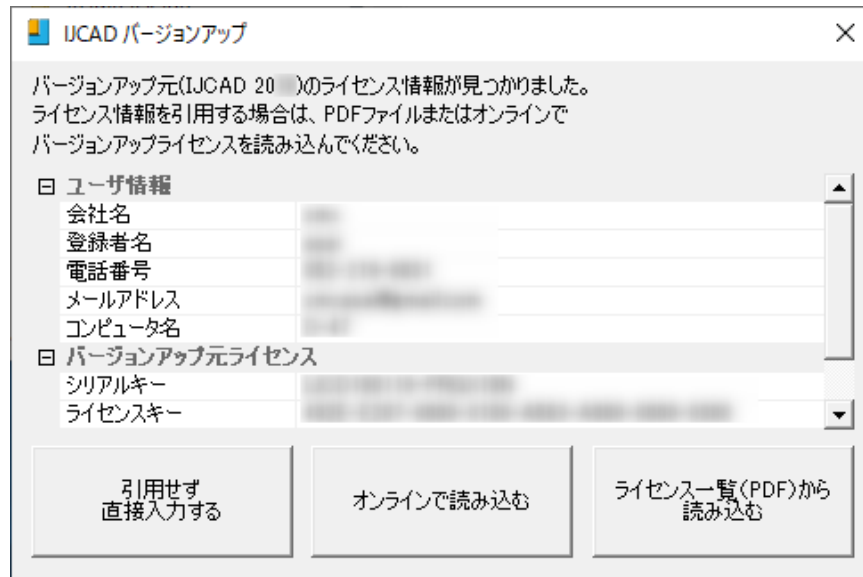 IJCAD バージョンアップ
バージョンアップ元(IJCAD 20 )のライセンス情報が見つかりました。
ライセンス情報を引用する場合は、PDFファイルまたはオンラインで
バージョンアップライセンスを読み込んでください。
ユーザ情報
会社名
登録者名
電話番号
メールアドレス
コンピュータ名
バージョンアップ元ライセンス
シリアルキー
ライセンスキー
引用せず
直接入力する
オンラインで読み込む
ライセンス一覧(PDF)から
読み込む